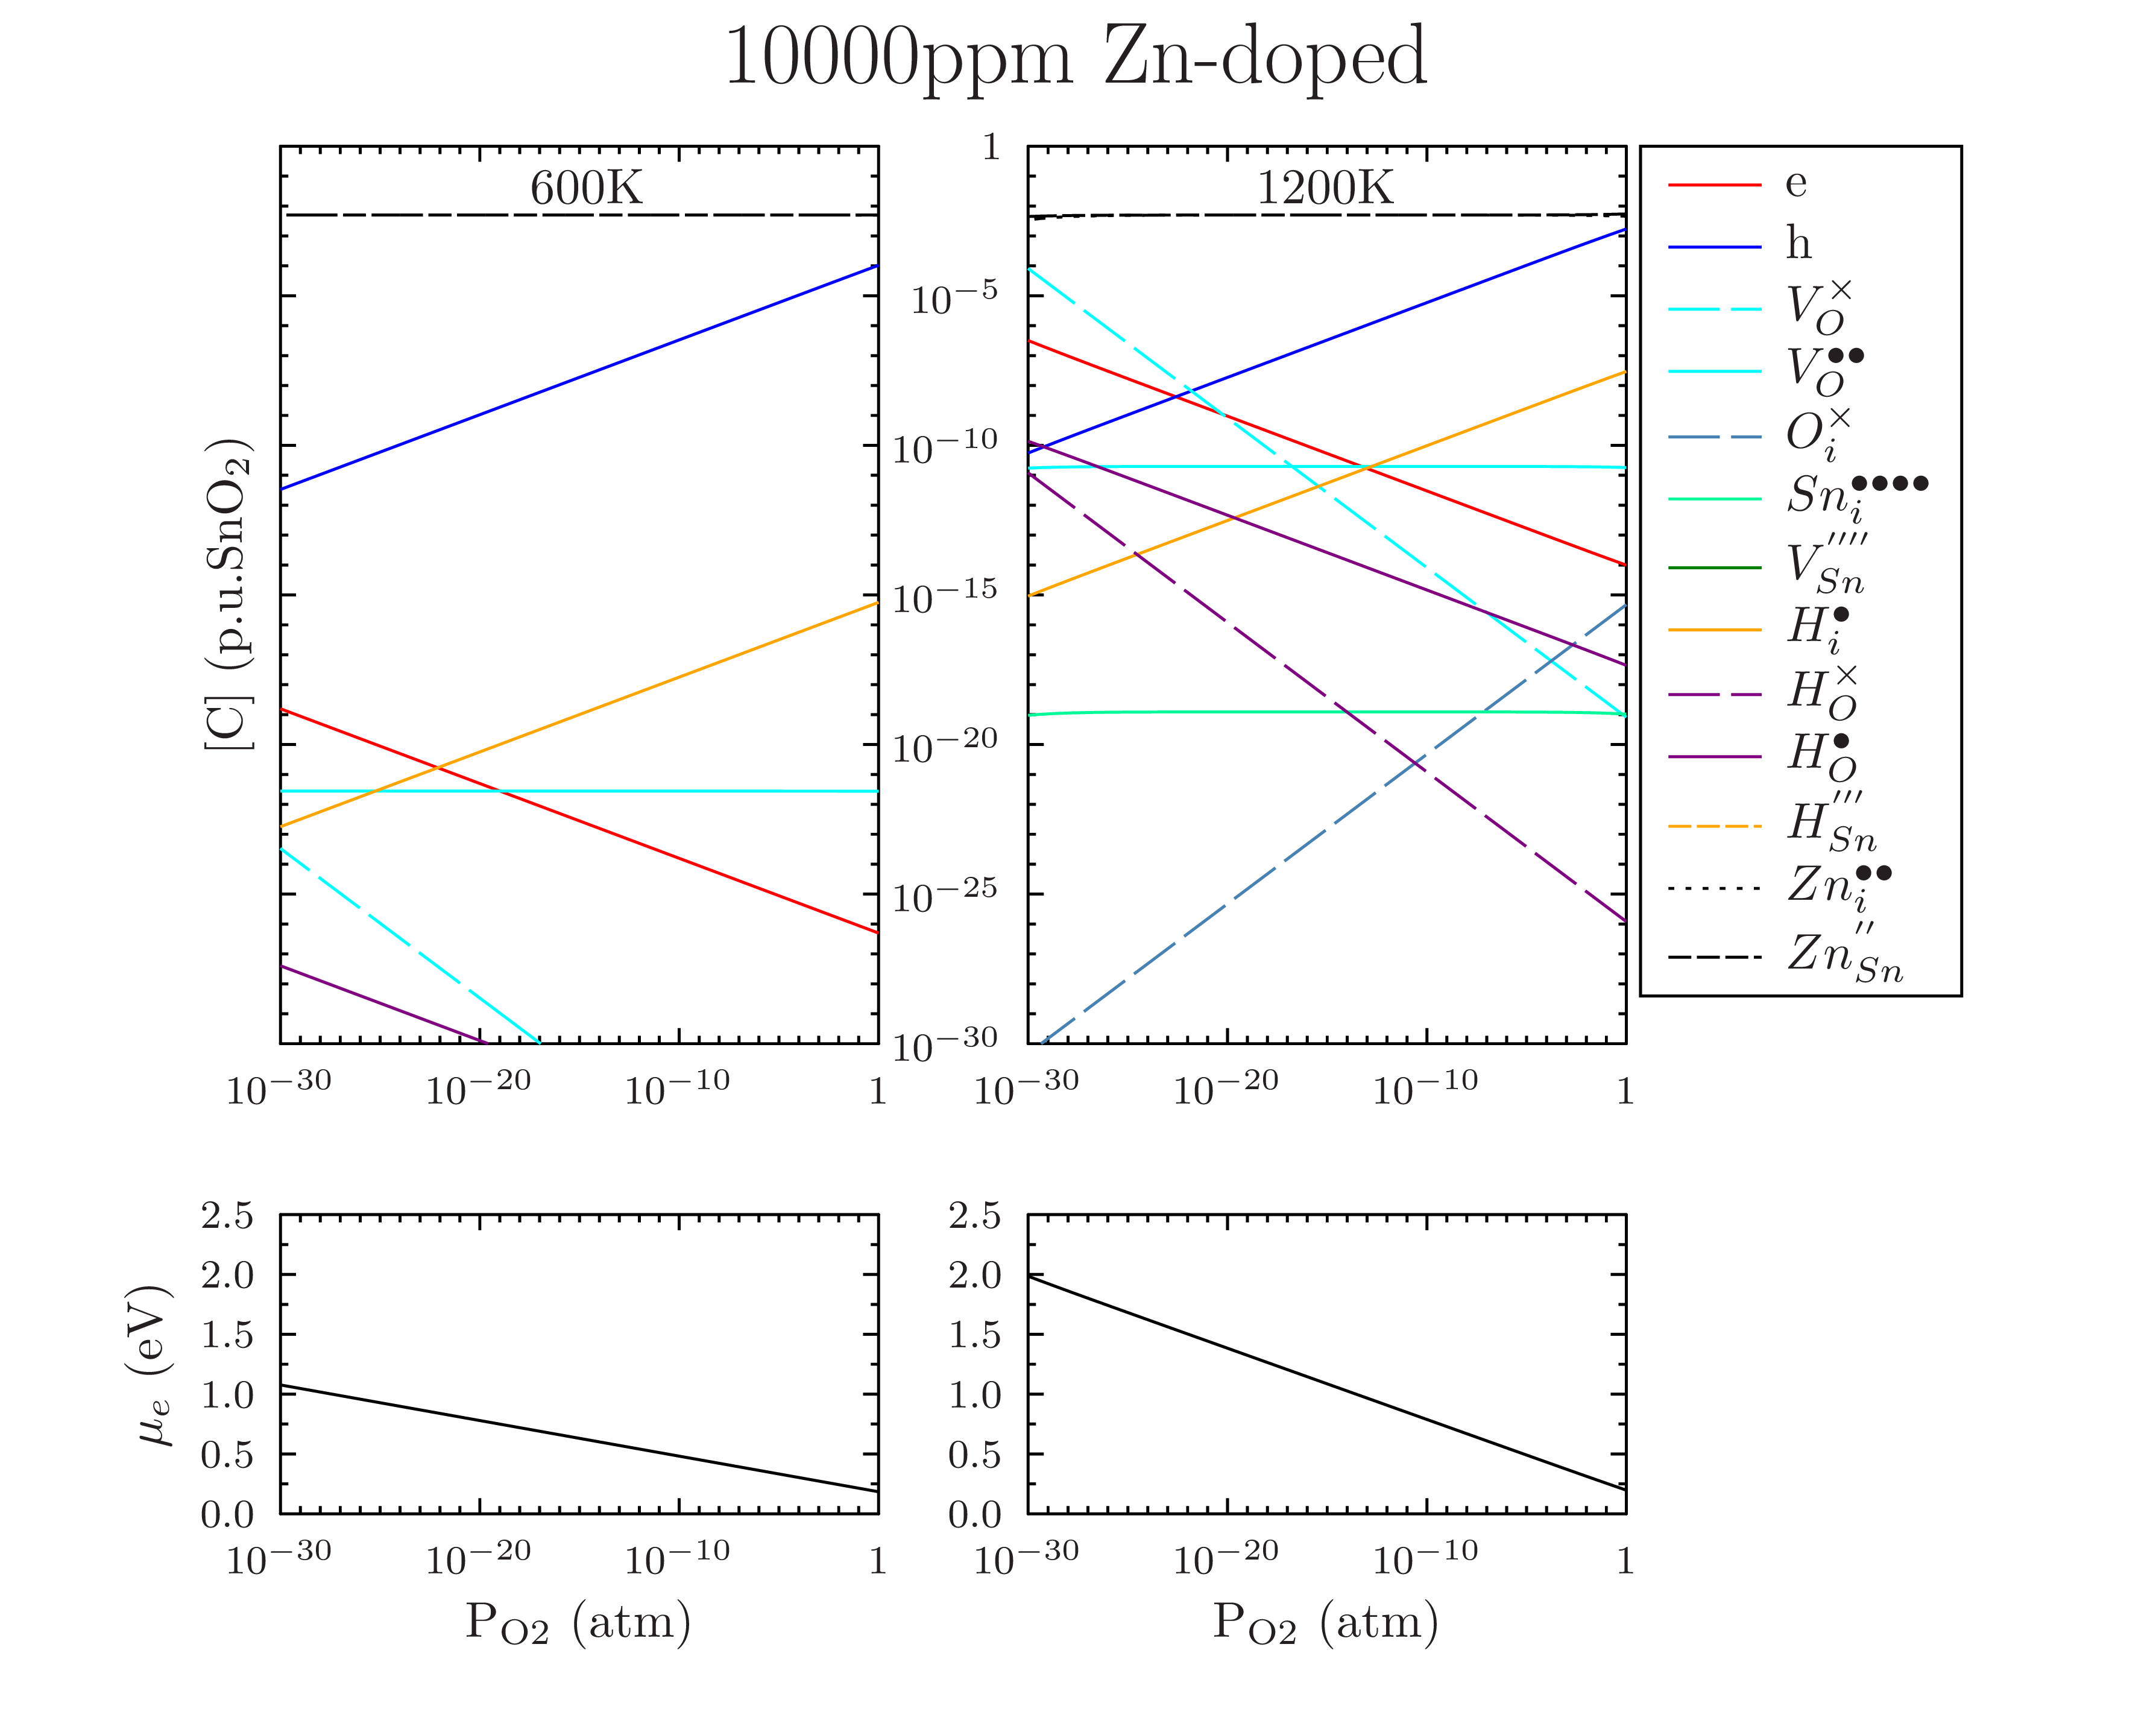 10000ppm Zn-doped
600K
1200K
[C] (p.u.SnO₂)
1
10⁻⁵
10⁻¹⁰
10⁻¹⁵
10⁻²⁰
10⁻²⁵
10⁻³⁰
10⁻³⁰ 10⁻²⁰ 10⁻¹⁰ 1
10⁻³⁰ 10⁻²⁰ 10⁻¹⁰ 1
e
h
V_O^×
V_O^••
O_i^×
Sn_i^••••
V_Sn^′′′′
H_i^•
H_O^×
H_O^•
H_Sn^′′′
Zn_i^••
Zn_Sn^′′
μₑ (eV)
2.5
2.0
1.5
1.0
0.5
0.0
10⁻³⁰ 10⁻²⁰ 10⁻¹⁰ 1
P_O2 (atm)
2.5
2.0
1.5
1.0
0.5
0.0
10⁻³⁰ 10⁻²⁰ 10⁻¹⁰ 1
P_O2 (atm)